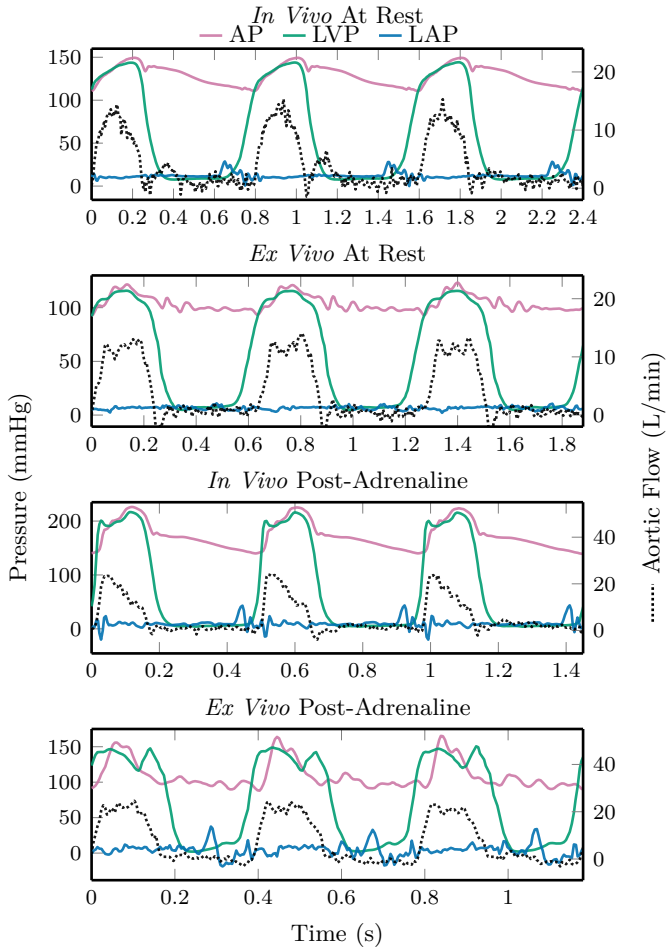 In Vivo At Rest
AP LVP LAP
150
100
50
0
20
10
0
0 0.2 0.4 0.6 0.8 1 1.2 1.4 1.6 1.8 2 2.2 2.4
Ex Vivo At Rest
100
50
0
20
10
0
0 0.2 0.4 0.6 0.8 1 1.2 1.4 1.6 1.8
Pressure (mmHg)
Aortic Flow (L/min)
In Vivo Post-Adrenaline
200
100
0
40
20
0
0 0.2 0.4 0.6 0.8 1 1.2 1.4
Ex Vivo Post-Adrenaline
150
100
50
0
40
20
0
0 0.2 0.4 0.6 0.8 1
Time (s)